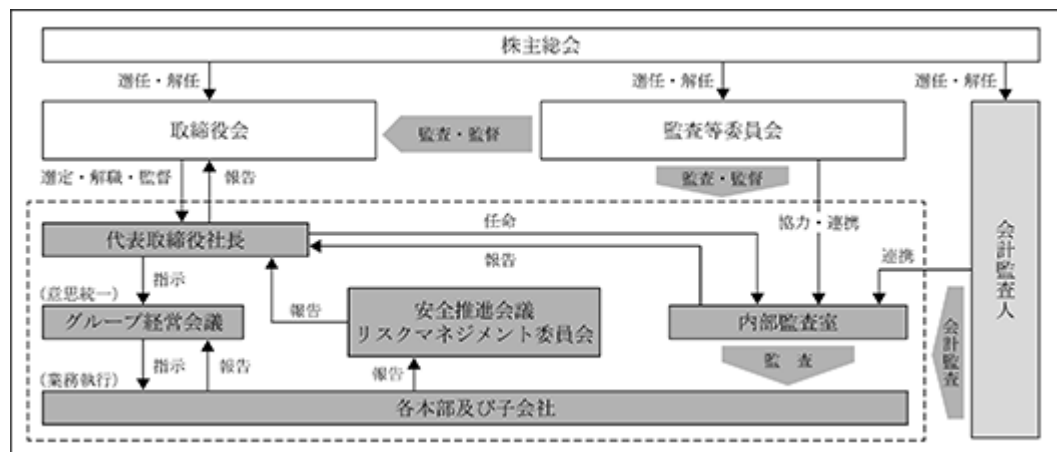 株主総会
選任・解任
選任・解任
選任・解任
取締役会
監査・監督
監査等委員会
選定・解職・監督
報告
監査・監督
代表取締役社長
任命
協力・連携
報告
連携
会計監査人
指示
(意思統一)
グループ経営会議
報告
安全推進会議
リスクマネジメント委員会
内部監査室
会計監査
指示
報告
(業務執行)
報告
監 査
各本部及び子会社